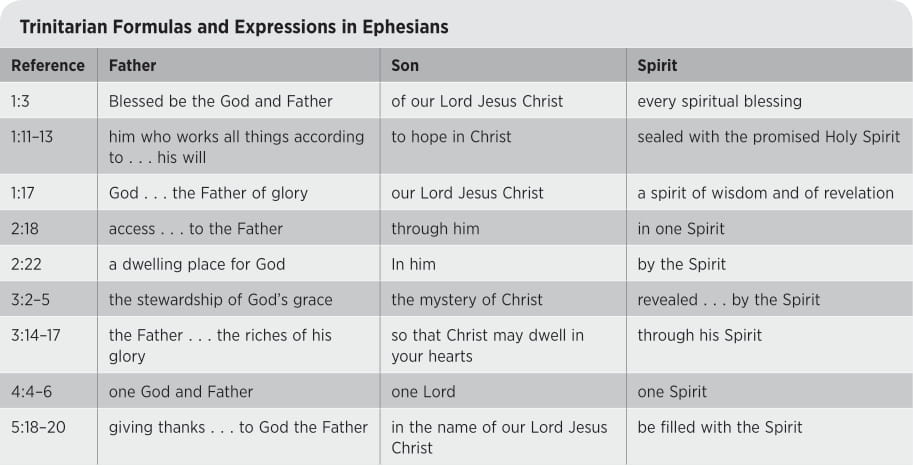 Trinitarian Formulas and Expressions in Ephesians
Reference Father Son Spirit
1:3 Blessed be the God and Father of our Lord Jesus Christ every spiritual blessing
1:11–13 him who works all things according to hope in Christ sealed with the promised Holy Spirit
to . . . his will
1:17 God . . . the Father of glory our Lord Jesus Christ a spirit of wisdom and of revelation
2:18 access . . . to the Father through him in one Spirit
2:22 a dwelling place for God In him by the Spirit
3:2–5 the stewardship of God’s grace the mystery of Christ revealed . . . by the Spirit
3:14–17 the Father . . . the riches of his so that Christ may dwell in through his Spirit
glory your hearts
4:4–6 one God and Father one Lord one Spirit
5:18–20 giving thanks . . . to God the Father in the name of our Lord Jesus be filled with the Spirit
Christ